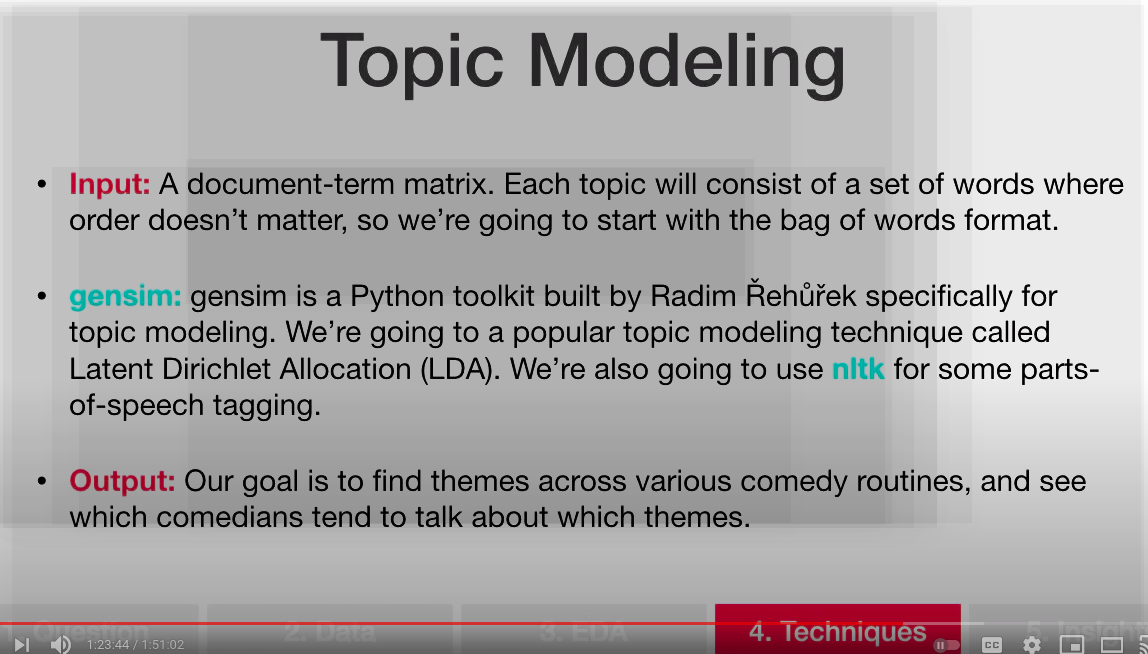 Topic Modeling
• Input: A document-term matrix. Each topic will consist of a set of words where
order doesn't matter, so we're going to start with the bag of words format.
• gensim: gensim is a Python toolkit built by Radim Řehůřek specifically for
topic modeling. We're going to a popular topic modeling technique called
Latent Dirichlet Allocation (LDA). We're also going to use nltk for some parts-
of-speech tagging.
• Output: Our goal is to find themes across various comedy routines, and see
which comedians tend to talk about which themes.
1. Question 2. Data 3. EDA 4. Techniques 5. Insights
1:23:44 / 1:51:02 CC